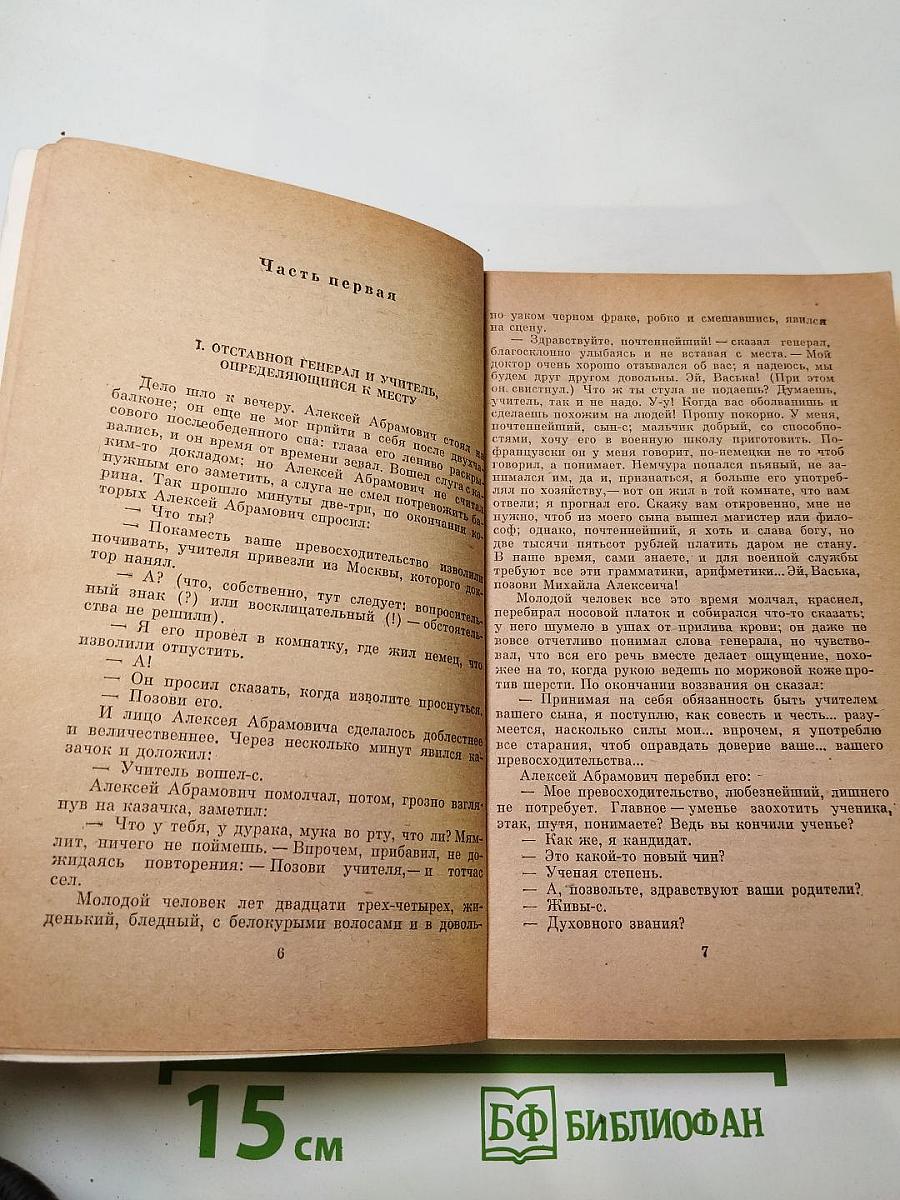 Часть первая
I. ОТСТАВНОЙ ГЕНЕРАЛ И УЧИТЕЛЬ,
ОПРЕДЕЛЯЮЩИЙСЯ К МЕСТУ
Дело шло к вечеру. Алексей Абрамович стоял на
балконе; он еще не мог прийти в себя после двухча-
сового послеобеденного сна: глаза его лениво раскры-
вались, и он время от времени зевал. Вошел слуга с ка-
ким-то докладом; но Алексей Абрамович не считал
нужным его заметить, а слуга не смел потревожить ба-
рина. Так прошло минуты две-три, по окончании ко-
торых Алексей Абрамович спросил:
— Что ты?
— Покаместь ваше превосходительство изволили
почивать, учителя привезли из Москвы, которого док-
тор нанял.
— А? (что, собственно, тут следует: вопроситель-
ный знак (?) или восклицательный (!) — обстоятель-
ства не решили).
— Я его провел в комнатку, где жил немец, что
изволили отпустить.
— А!
— Он просил сказать, когда изволите проснуться.
— Позови его.
И лицо Алексея Абрамовича сделалось доблестнее
и величественнее. Через несколько минут явился ка-
зачок и доложил:
— Учитель вошел-с.
Алексей Абрамович помолчал, потом, грозно взгля-
нув на казачка, заметил:
— Что у тебя, у дурака, мука во рту, что ли? Мям-
лит, ничего не поймешь. — Впрочем, прибавил, не до-
жидаясь повторения: — Позови учителя,— и тотчас
сел.
Молодой человек лет двадцати трех-четырех, жи-
денький, бледный, с белокурыми волосами и в доволь-
6
но узком черном фраке, робко и смешавшись, явился
на сцену.
— Здравствуйте, почтеннейший! — сказал генерал,
благосклонно улыбаясь и не вставая с места. — Мой
доктор очень хорошо отзывался об вас; я надеюсь, мы
будем друг другом довольны. Эй, Васька! (При этом
он свистнул.) Что ж ты стула не подаешь? Думаешь,
учитель, так и не надо. У-у! Когда вас оболванишь и
сделаешь похожим на людей! Прошу покорно. У меня,
почтеннейший, сын-с; мальчик добрый, со способно-
стями, хочу его в военную школу приготовить. По-
французски он у меня говорит, по-немецки не то чтоб
говорил, а понимает. Немчура попался пьяный, не за-
нимался им, да и, признаться, я больше его употреб-
лял по хозяйству,— вот он жил в той комнате, что вам
отвели; я прогнал его. Скажу вам откровенно, мне не
нужно, чтоб из моего сына вышел магистер или фило-
соф; однако, почтеннейший, я хоть и слава богу, но
две тысячи пятьсот рублей платить даром не стану.
В наше время, сами знаете, и для военной службы
требуют все эти грамматики, арифметики... Эй, Васька,
позови Михайла Алексеича!
Молодой человек все это время молчал, краснел,
перебирал носовой платок и собирался что-то сказать;
у него шумело в ушах от прилива крови; он даже не
вовсе отчетливо понимал слова генерала, но чувство-
вал, что вся его речь вместе делает ощущение, похо-
жее на то, когда рукою ведешь по моржовой коже про-
тив шерсти. По окончании воззвания он сказал:
— Принимая на себя обязанность быть учителем
вашего сына, я поступлю, как совесть и честь... разу-
меется, насколько силы мои... впрочем, я употреблю
все старания, чтоб оправдать доверие ваше... вашего
превосходительства...
Алексей Абрамович перебил его:
— Мое превосходительство, любезнейший, лишнего
не потребует. Главное — уменье заохотить ученика,
этак, шутя, понимаете? Ведь вы кончили ученье?
— Как же, я кандидат.
— Это какой-то новый чин?
— Ученая степень.
— А, позвольте, здравствуют ваши родители?
— Живы-с.
— Духовного звания?
7
15 см
БФ БИБЛИОФАН